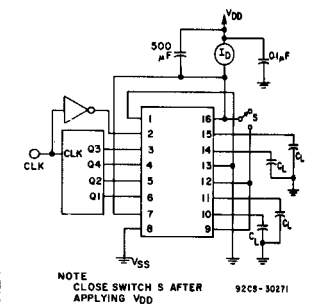 VDD
500
µF
ID
0.1µF
S
CL
CL
CL
CL
CLK
CLK
Q3
Q4
Q2
Q1
1
2
3
4
5
6
7
8
16
15
14
13
12
11
10
9
VSS
NOTE
CLOSE SWITCH S AFTER
APPLYING VDD
92CS-30271